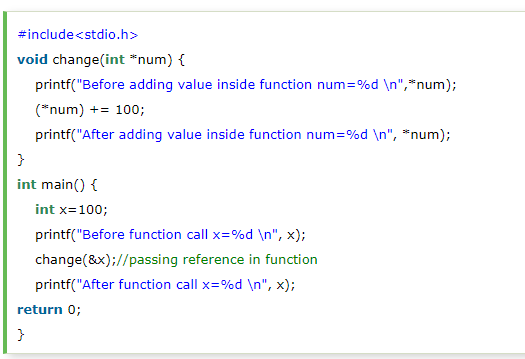 #include<stdio.h>
void change(int *num) {
printf("Before adding value inside function num=%d \n",*num);
(*num) += 100;
printf("After adding value inside function num=%d \n", *num);
}
int main() {
int x=100;
printf("Before function call x=%d \n", x);
change(&x);//passing reference in function
printf("After function call x=%d \n", x);
return 0;
}